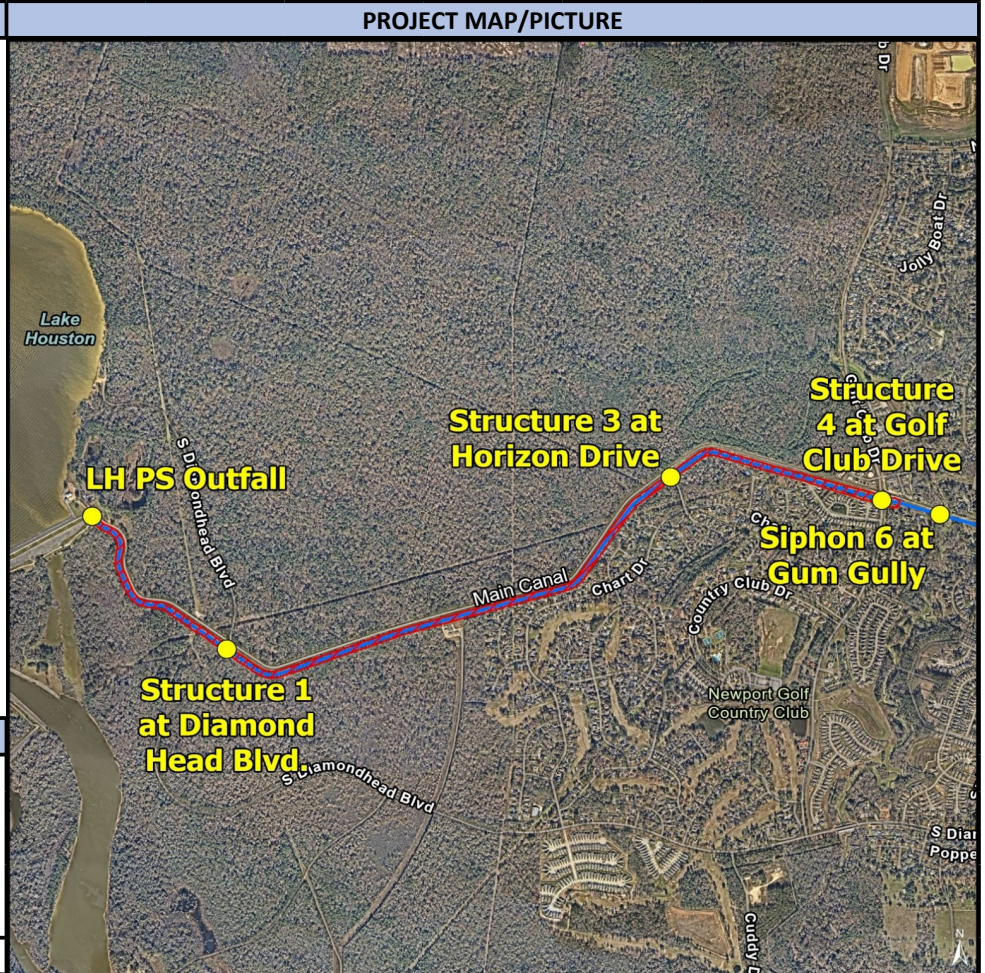 PROJECT MAP/PICTURE
Jolly Boat Dr
Lake
Houston
Structure
4 at Golf
Club Drive
Structure 3 at
Horizon Drive
LH PS Outfall
S Diamondhead Blvd
Siphon 6 at
Gum Gully
Main Canal
Chart Dr
Country Club Dr
Structure 1
at Diamond
Head Blvd.
Newport Golf
Country Club
S Diamondhead Blvd
S Diam
Poppe
Cuddy D
N